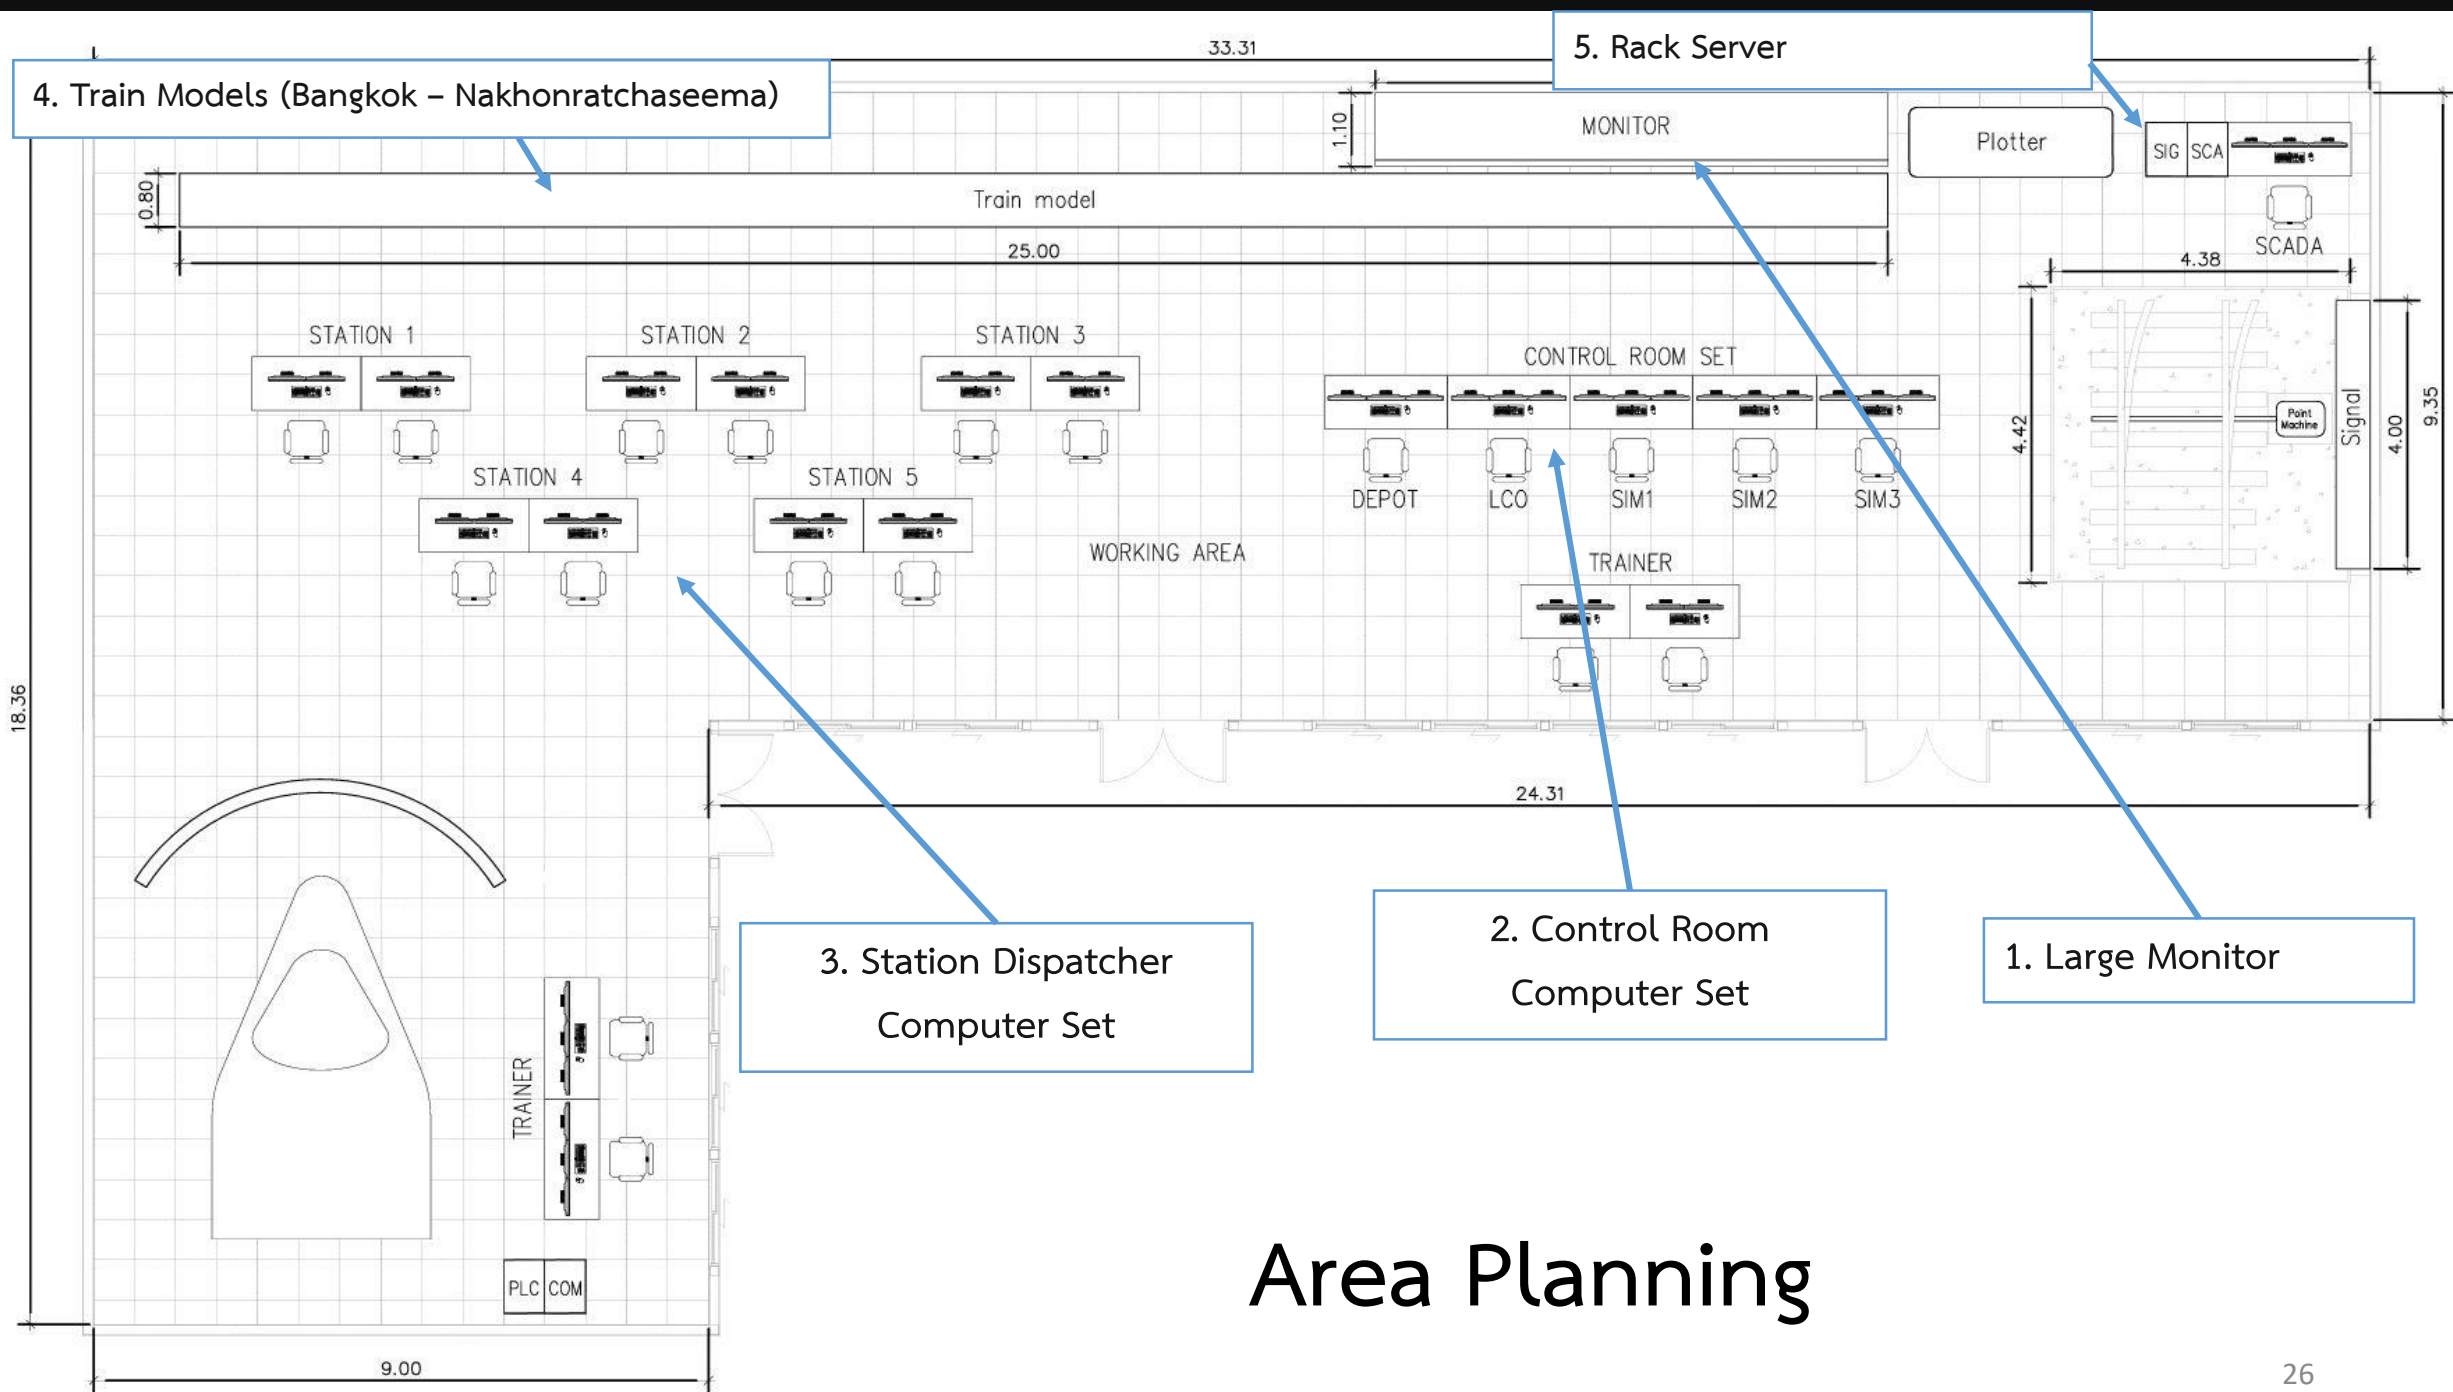 33.31
5. Rack Server
4. Train Models (Bangkok – Nakhonratchaseema)
1.10
MONITOR
Plotter
SIG
SCA
0.80
Train model
SCADA
25.00
4.38
STATION 1
STATION 2
STATION 3
CONTROL ROOM SET
Point
Machine
Signal
4.42
4.00
9.35
STATION 4
STATION 5
DEPOT
LCO
SIM1
SIM2
SIM3
WORKING AREA
TRAINER
18.36
24.31
3. Station Dispatcher
Computer Set
2. Control Room
Computer Set
1. Large Monitor
TRAINER
PLC
COM
Area Planning
9.00
26